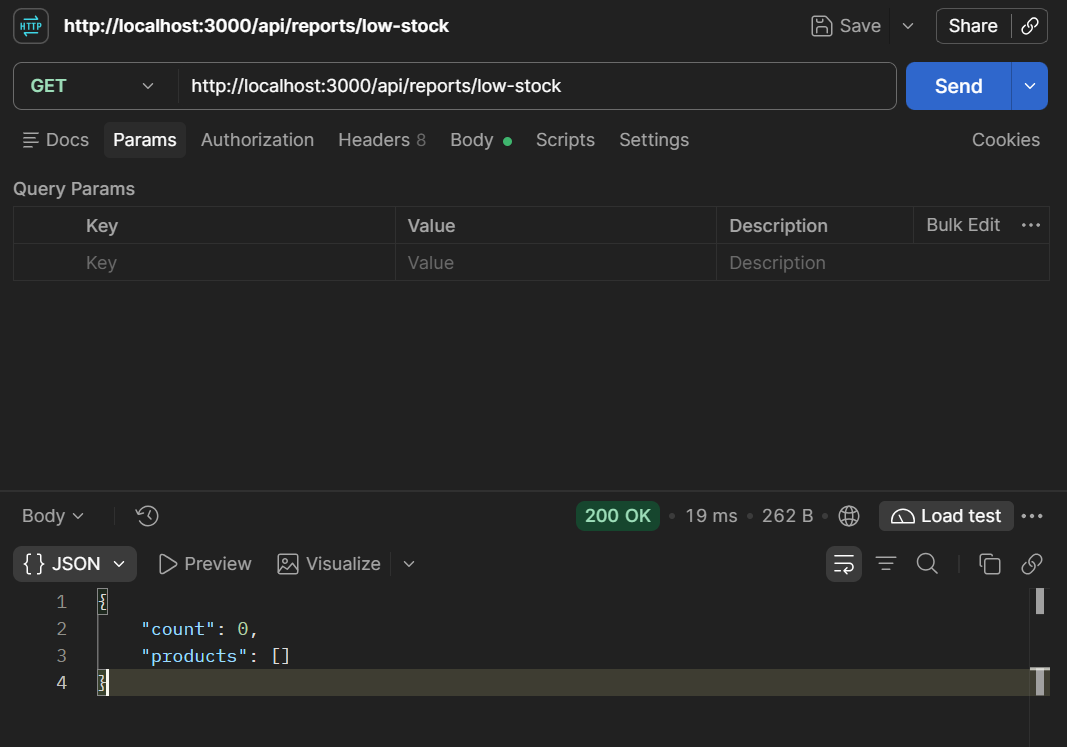 HTTP http://localhost:3000/api/reports/low-stock Save Share
GET http://localhost:3000/api/reports/low-stock Send
Docs Params Authorization Headers 8 Body Scripts Settings Cookies
Query Params
Key Value Description Bulk Edit
Key Value Description
Body 200 OK 19 ms 262 B Load test
{ } JSON Preview Visualize
1 {
2 "count": 0,
3 "products": []
4 }